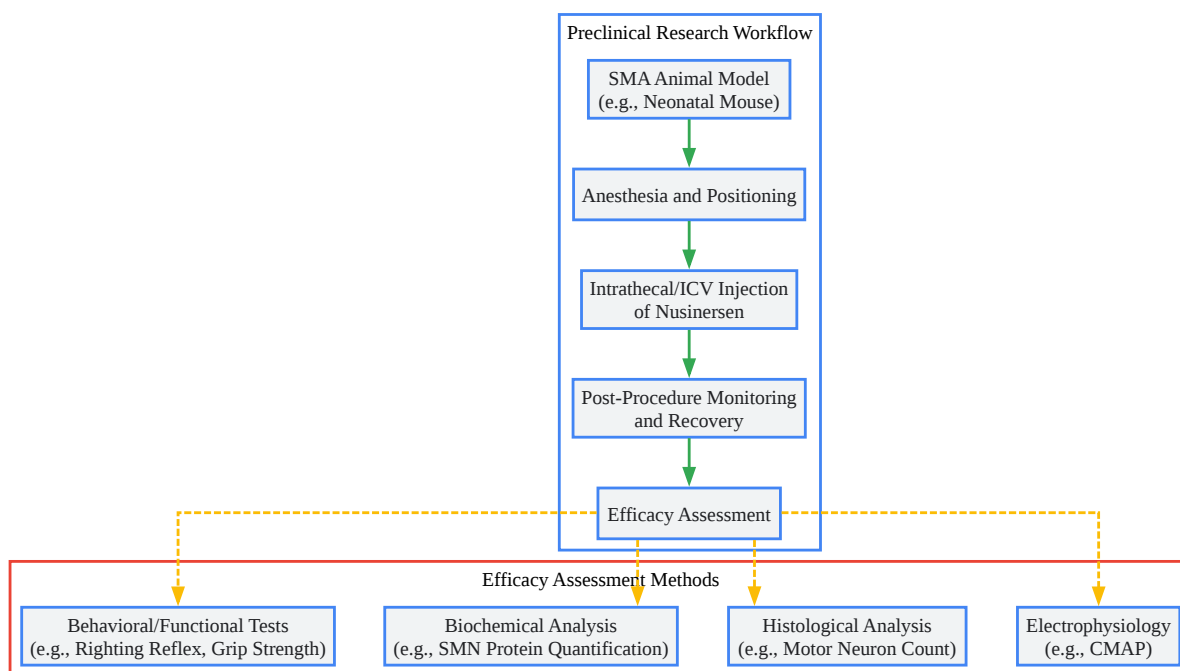 Preclinical Research Workflow
SMA Animal Model
(e.g., Neonatal Mouse)
Anesthesia and Positioning
Intrathecal/ICV Injection
of Nusinersen
Post-Procedure Monitoring
and Recovery
Efficacy Assessment
Efficacy Assessment Methods
Behavioral/Functional Tests
(e.g., Righting Reflex, Grip Strength)
Biochemical Analysis
(e.g., SMN Protein Quantification)
Histological Analysis
(e.g., Motor Neuron Count)
Electrophysiology
(e.g., CMAP)